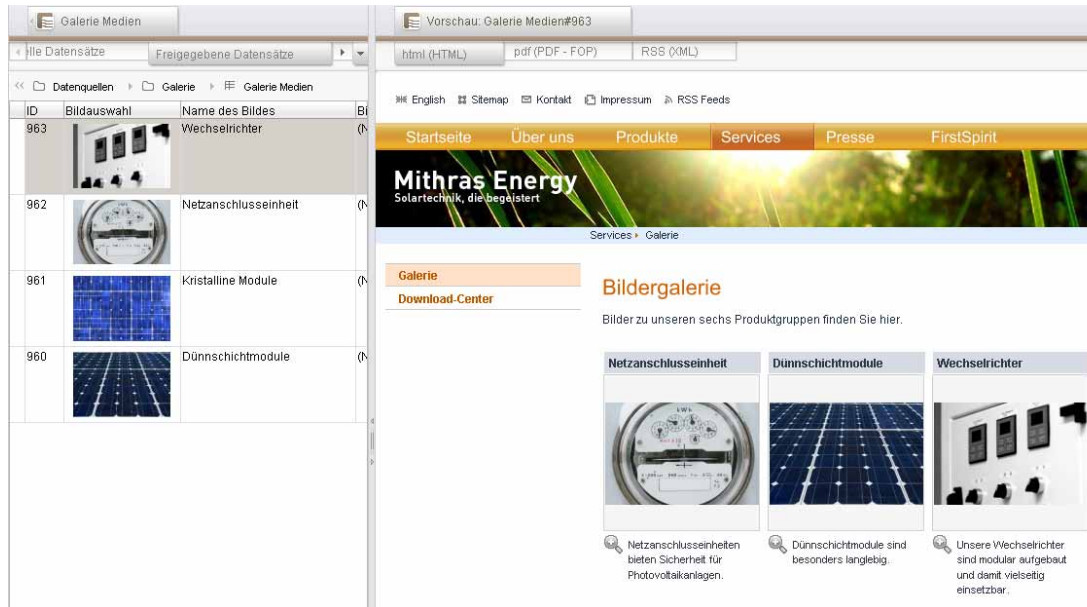 Galerie Medien
Vorschau: Galerie Medien#963
elle Datensätze
Freigegebene Datensätze
html (HTML)
pdf (PDF - FOP)
RSS (XML)
Datenquellen
Galerie
Galerie Medien
ID
Bildauswahl
Name des Bildes
Bi
963
Wechselrichter
(N
962
Netzanschlusseinheit
(N
961
Kristalline Module
(N
960
Dünnschichtmodule
(N
English
Sitemap
Kontakt
Impressum
RSS Feeds
Startseite
Über uns
Produkte
Services
Presse
FirstSpirit
Mithras Energy
Solartechnik, die begeistert
Services
Galerie
Galerie
Download-Center
Bildergalerie
Bilder zu unseren sechs Produktgruppen finden Sie hier.
Netzanschlusseinheit
Dünnschichtmodule
Wechselrichter
Netzanschlusseinheiten
bieten Sicherheit für
Photovoltaikanlagen.
Dünnschichtmodule sind
besonders langlebig.
Unsere Wechselrichter
sind modular aufgebaut
und damit vielseitig
einsetzbar.